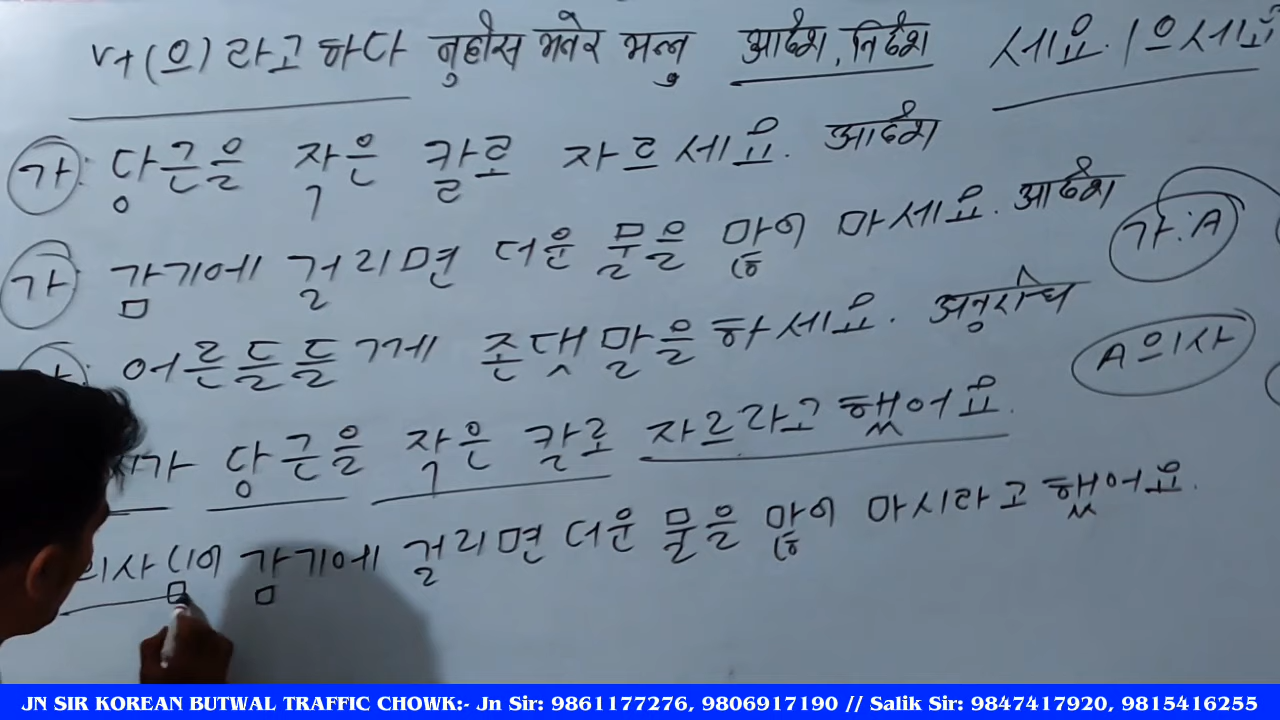 v+(으)라고 하다 नुहोस भनेर भन्नु आदेश, निर्देश 세요. / 으세요
가: 당근을 작은 칼로 자르세요. आदेश
가: 감기에 걸리면 더운 물을 많이 마세요. आदेश
가:A
어른들들게 존댓말을 하세요. अनुरोध
A의사
당근을 작은 칼로 자르라고 했어요.
의사님이 감기에 걸리면 더운 물을 많이 마시라고 했어요.
JN SIR KOREAN BUTWAL TRAFFIC CHOWK:- Jn Sir: 9861177276, 9806917190 // Salik Sir: 9847417920, 9815416255